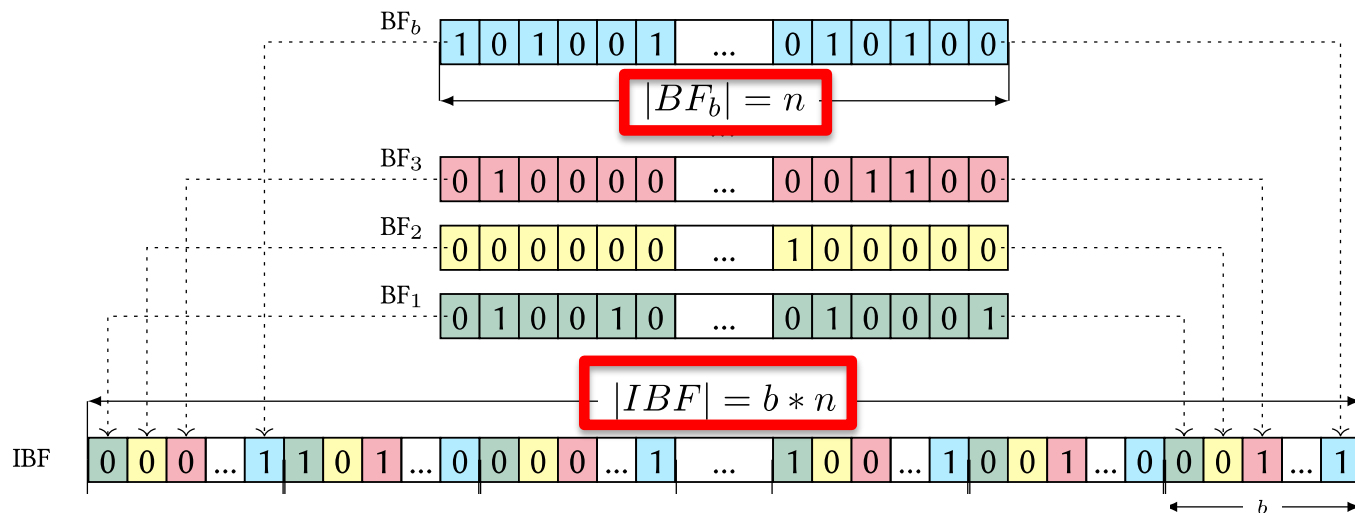 BF_b 1 0 1 0 0 1 ... 0 1 0 1 0 0
|BF_b| = n
...
BF_3 0 1 0 0 0 0 ... 0 0 1 1 0 0
BF_2 0 0 0 0 0 0 ... 1 0 0 0 0 0
BF_1 0 1 0 0 1 0 ... 0 1 0 0 0 1
|IBF| = b * n
IBF 0 0 0 ... 1 1 0 1 ... 0 0 0 0 ... 1 ... 1 0 0 ... 1 0 0 1 ... 0 0 0 1 ... 1
b